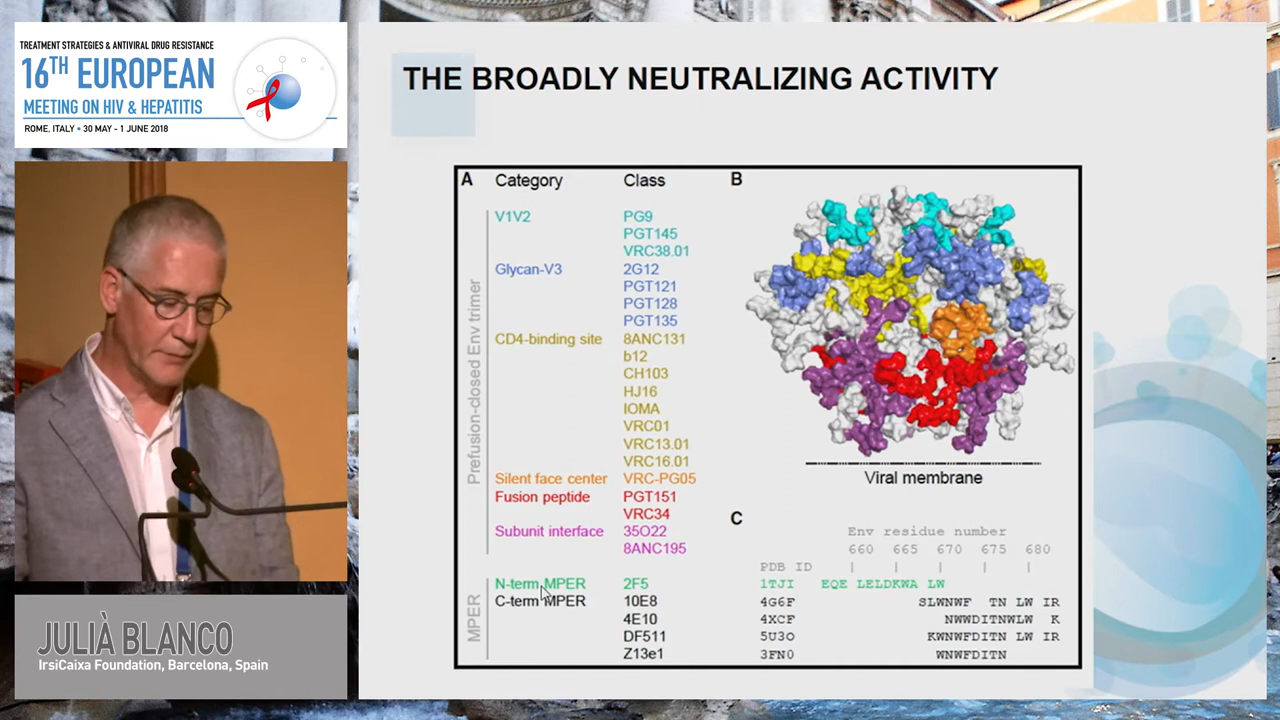 TREATMENT STRATEGIES & ANTIVIRAL DRUG RESISTANCE
16TH EUROPEAN
MEETING ON HIV & HEPATITIS
ROME, ITALY • 30 MAY - 1 JUNE 2018
JULIÀ BLANCO
IrsiCaixa Foundation, Barcelona, Spain
THE BROADLY NEUTRALIZING ACTIVITY
A Category Class
Prefusion-closed Env trimer
V1V2 PG9
PGT145
VRC38.01
Glycan-V3 2G12
PGT121
PGT128
PGT135
CD4-binding site 8ANC131
b12
CH103
HJ16
IOMA
VRC01
VRC13.01
VRC16.01
Silent face center VRC-PG05
Fusion peptide PGT151
VRC34
Subunit interface 35O22
8ANC195
MPER
N-term MPER 2F5
C-term MPER 10E8
4E10
DF511
Z13e1
B
Viral membrane
C
Env residue number
660 665 670 675 680
PDB ID | | | | |
1TJI EQE LELDKWA LW
4G6F SLWNWF TN LW IR
4XCF NWWDITNWLW K
5U3O KWNWFDITN LW IR
3FN0 WNWFDITN